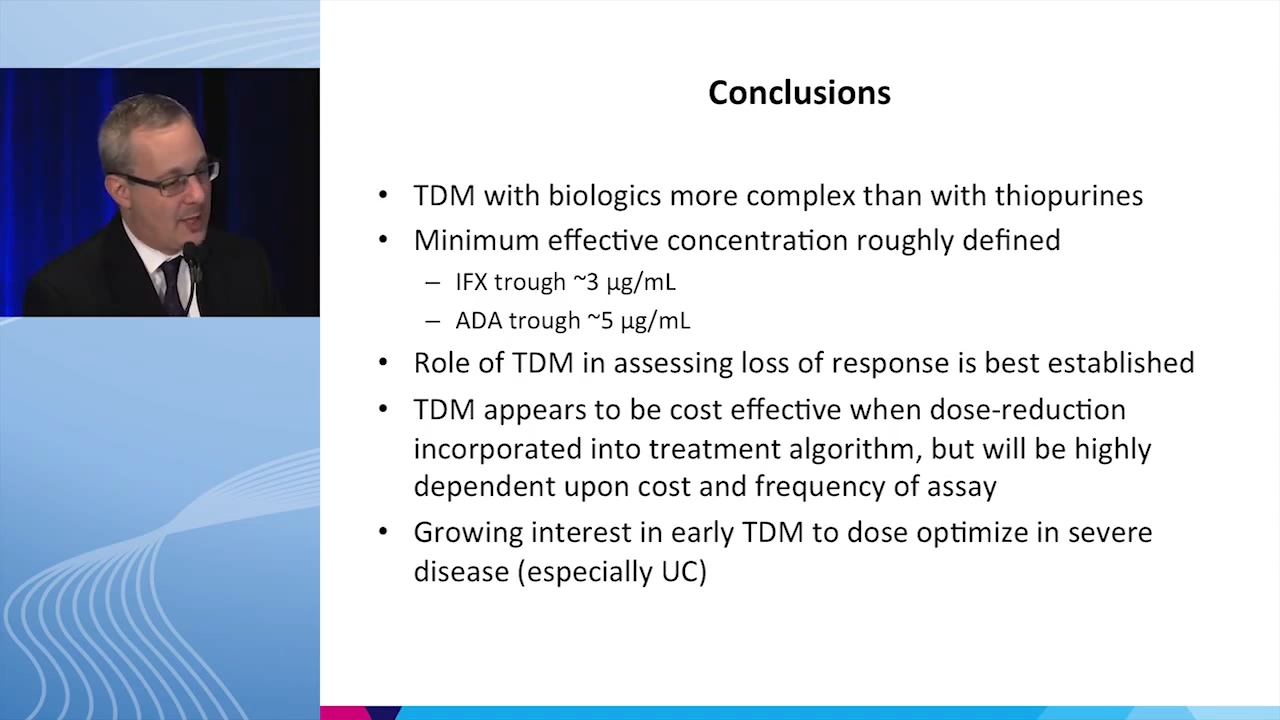 Conclusions
• TDM with biologics more complex than with thiopurines
• Minimum effective concentration roughly defined
– IFX trough ~3 µg/mL
– ADA trough ~5 µg/mL
• Role of TDM in assessing loss of response is best established
• TDM appears to be cost effective when dose-reduction
incorporated into treatment algorithm, but will be highly
dependent upon cost and frequency of assay
• Growing interest in early TDM to dose optimize in severe
disease (especially UC)